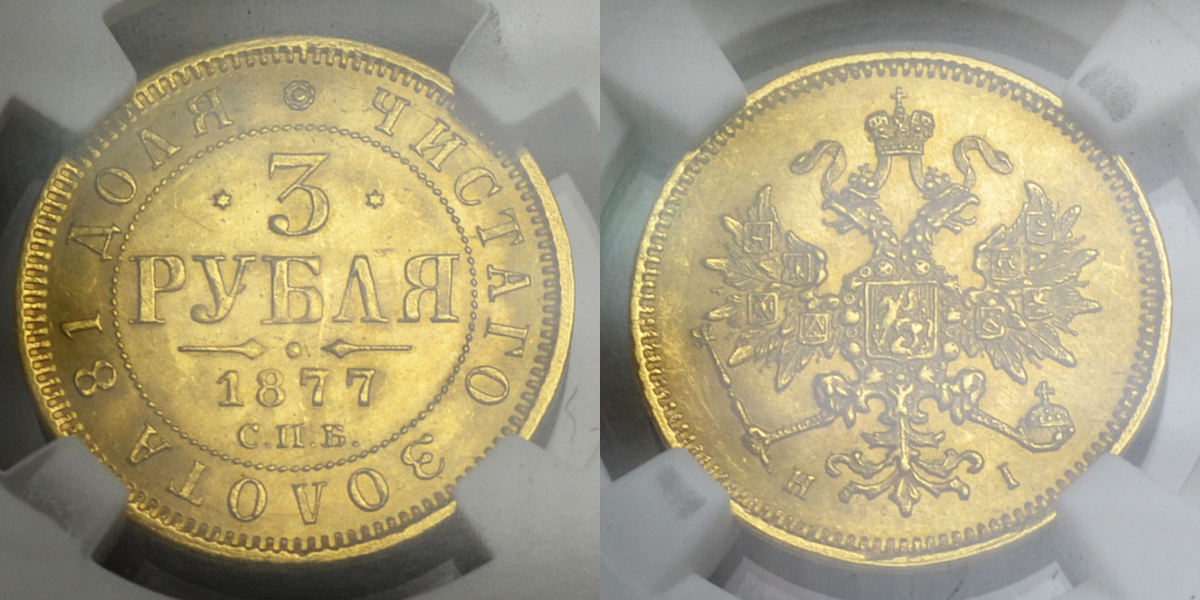 ЧИСТАГО ЗОЛОТА 81 ДОЛЯ
3
РУБЛЯ
1877
С.П.Б.
Н I